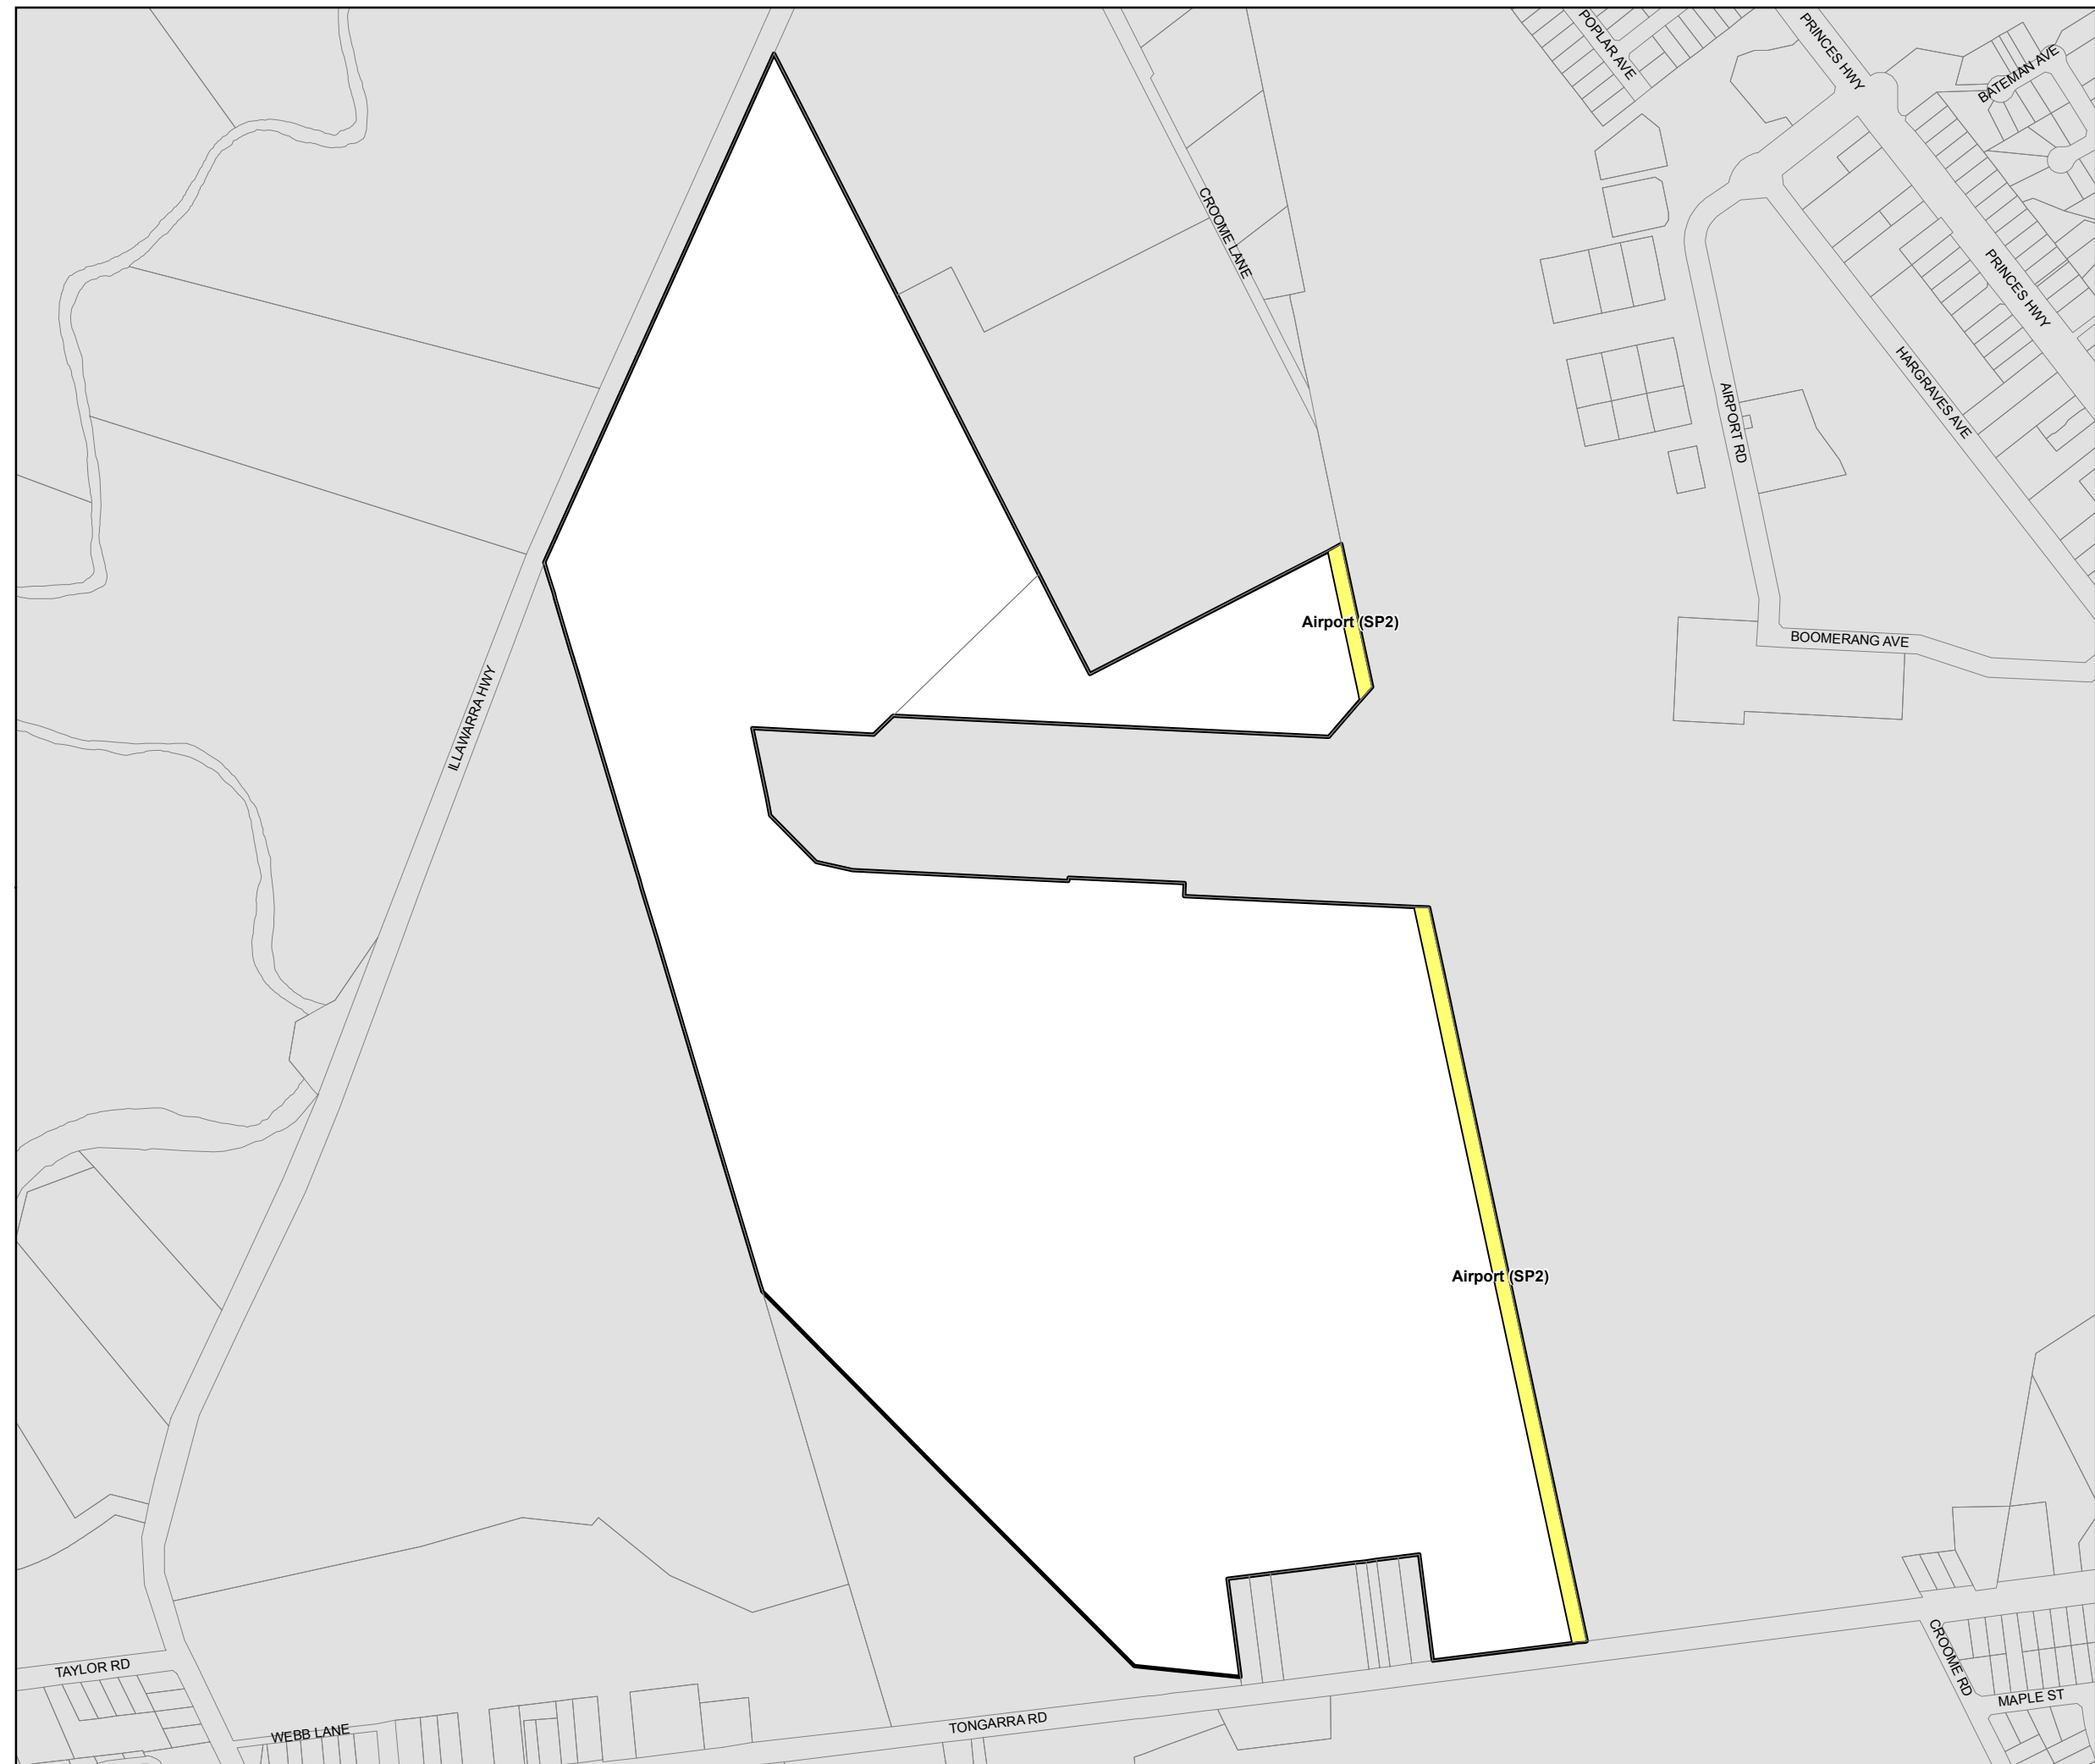 POPLAR AVE
PRINCES HWY
BATEMAN AVE
CROOME LANE
PRINCES HWY
HARGRAVES AVE
AIRPORT RD
Airport (SP2)
BOOMERANG AVE
ILLAWARRA HWY
Airport (SP2)
CROOME RD
TAYLOR RD
MAPLE ST
TONGARRA RD
WEBB LANE